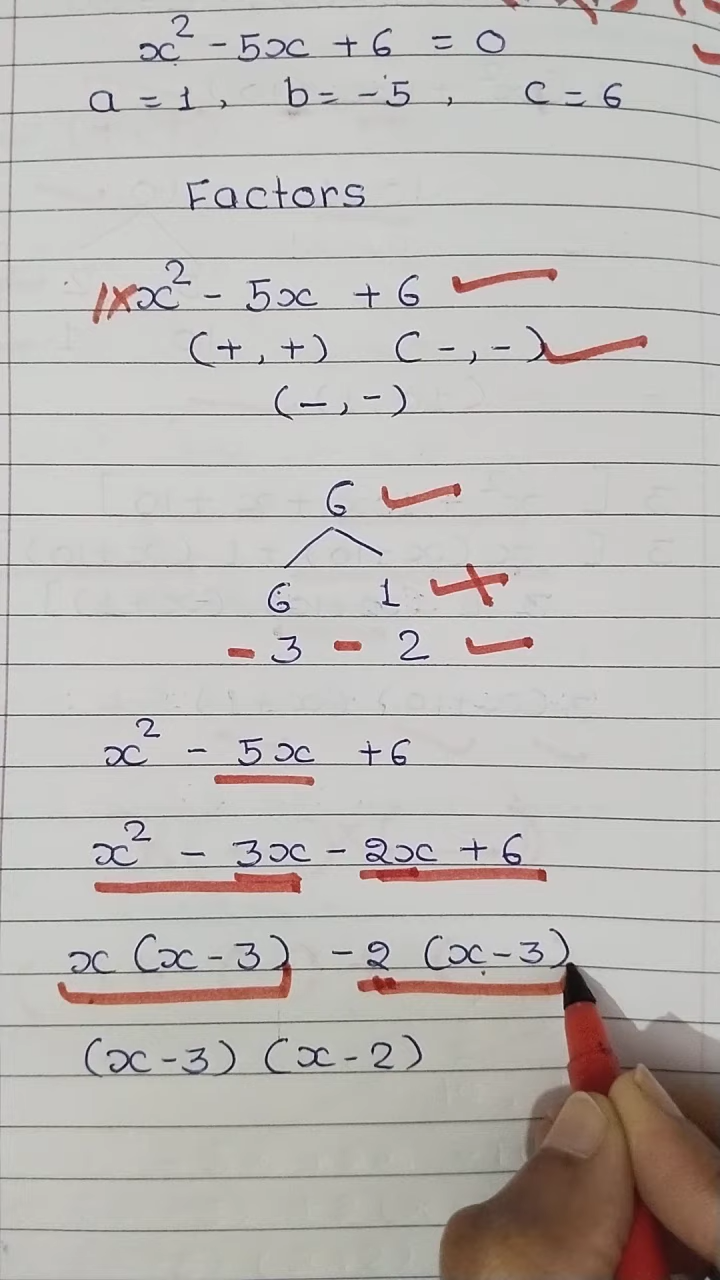 x² - 5x + 6 = 0
a = 1, b = -5, c = 6
Factors
1×x² - 5x + 6
(+,+) (-,-)
(-,-)
6
6 1
- 3 - 2
x² - 5x + 6
x² - 3x - 2x + 6
x (x-3) -2 (x-3)
(x-3) (x-2)